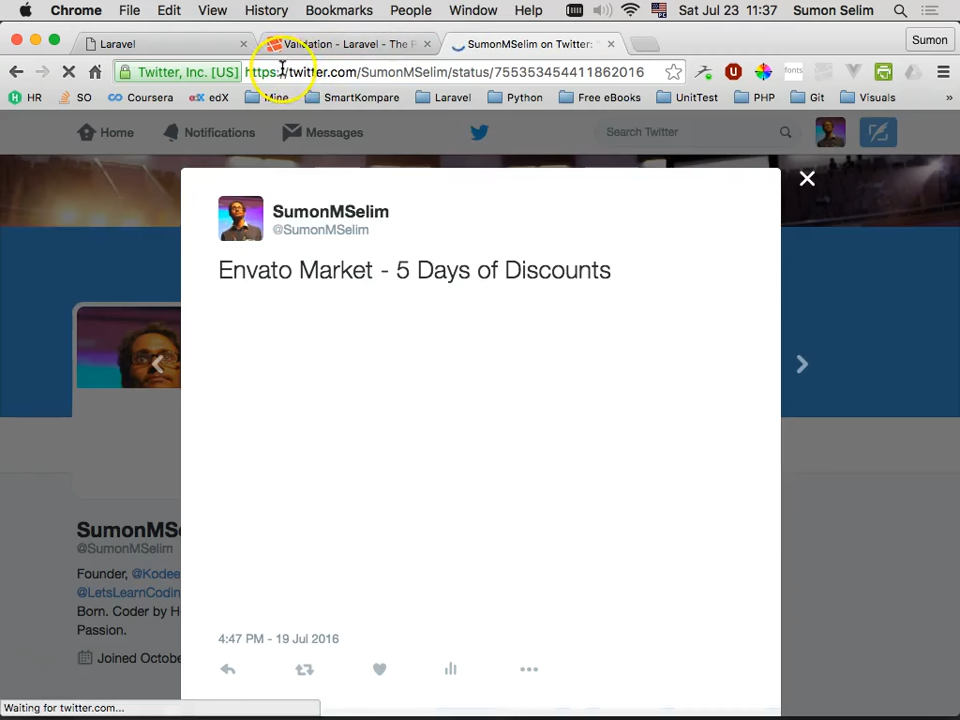 Chrome File Edit View History Bookmarks People Window Help Sat Jul 23 11:37 Sumon Selim
Laravel Validation - Laravel - The P SumonMSelim on Twitter: Sumon
Twitter, Inc. [US] https://twitter.com/SumonMSelim/status/755353454411862016
HR SO Coursera edX Mine SmartKompare Laravel Python Free eBooks UnitTest PHP Git Visuals »
Home Notifications Messages Search Twitter
SumonMSelim
@SumonMSelim
Envato Market - 5 Days of Discounts
SumonMSe
@SumonMSelim
Founder, @Kodee
@LetsLearnCodin
Born. Coder by H
Passion.
Joined Octobe
4:47 PM - 19 Jul 2016
Waiting for twitter.com...